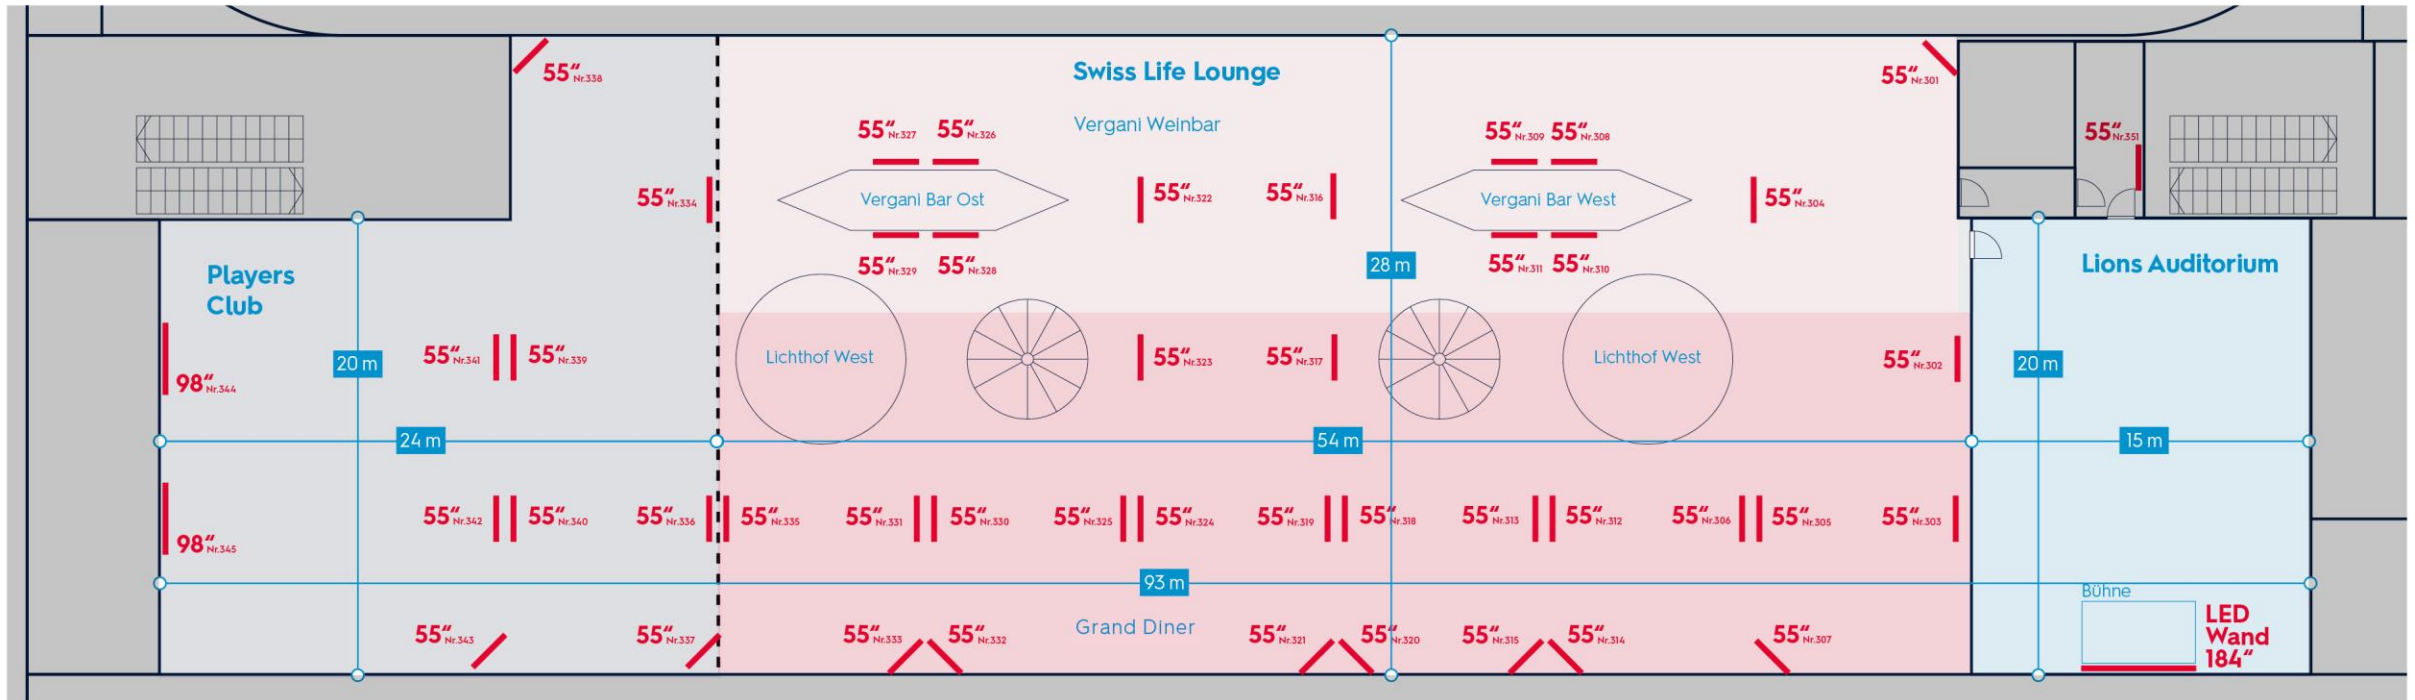 55“Nr.338
Swiss Life Lounge
Vergani Weinbar
55“Nr.301
55“Nr.327
55“Nr.326
55“Nr.309
55“Nr.308
55“Nr.351
55“Nr.334
Vergani Bar Ost
55“Nr.322
55“Nr.316
Vergani Bar West
55“Nr.304
55“Nr.329
55“Nr.328
28 m
55“Nr.311
55“Nr.310
Lions Auditorium
Players
Club
98“Nr.344
20 m
55“Nr.341
55“Nr.339
Lichthof West
55“Nr.323
55“Nr.317
Lichthof West
55“Nr.302
20 m
24 m
54 m
15 m
98“Nr.345
55“Nr.342
55“Nr.340
55“Nr.336
55“Nr.335
55“Nr.331
55“Nr.330
55“Nr.325
55“Nr.324
55“Nr.319
55“Nr.318
55“Nr.313
55“Nr.312
55“Nr.306
55“Nr.305
55“Nr.303
93 m
Bühne
55“Nr.343
55“Nr.337
55“Nr.333
55“Nr.332
Grand Diner
55“Nr.321
55“Nr.320
55“Nr.315
55“Nr.314
55“Nr.307
LED
Wand
184“